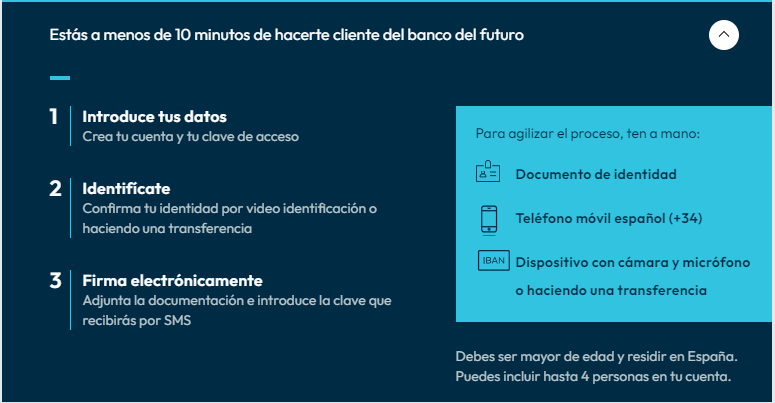 Estás a menos de 10 minutos de hacerte cliente del banco del futuro
1 Introduce tus datos
Crea tu cuenta y tu clave de acceso
2 Identifícate
Confirma tu identidad por video identificación o
haciendo una transferencia
3 Firma electrónicamente
Adjunta la documentación e introduce la clave que
recibirás por SMS
Para agilizar el proceso, ten a mano:
Documento de identidad
Teléfono móvil español (+34)
IBAN Dispositivo con cámara y micrófono
o haciendo una transferencia
Debes ser mayor de edad y residir en España.
Puedes incluir hasta 4 personas en tu cuenta.